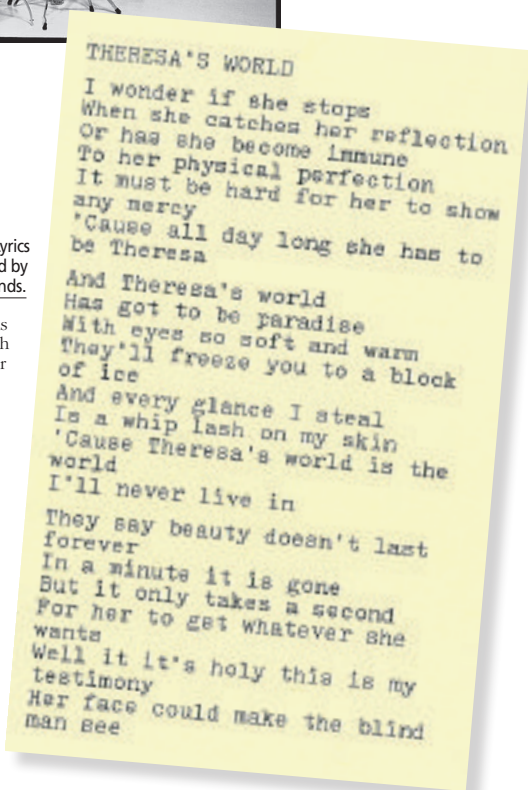 THERESA'S WORLD
I wonder if she stops
When she catches her reflection
Or has she become immune
To her physical perfection
It must be hard for her to show
any mercy
'Cause all day long she has to
be Theresa
And Theresa's world
Has got to be paradise
With eyes so soft and warm
They'll freeze you to a block
of ice
And every glance I steal
Is a whip lash on my skin
'Cause Theresa's world is the
world
I'll never live in
They say beauty doesn't last
forever
In a minute it is gone
But it only takes a second
For her to get whatever she
wants
Well it it's holy this is my
testimony
Her face could make the blind
man see
yrics
d by
nds.
s
h
r